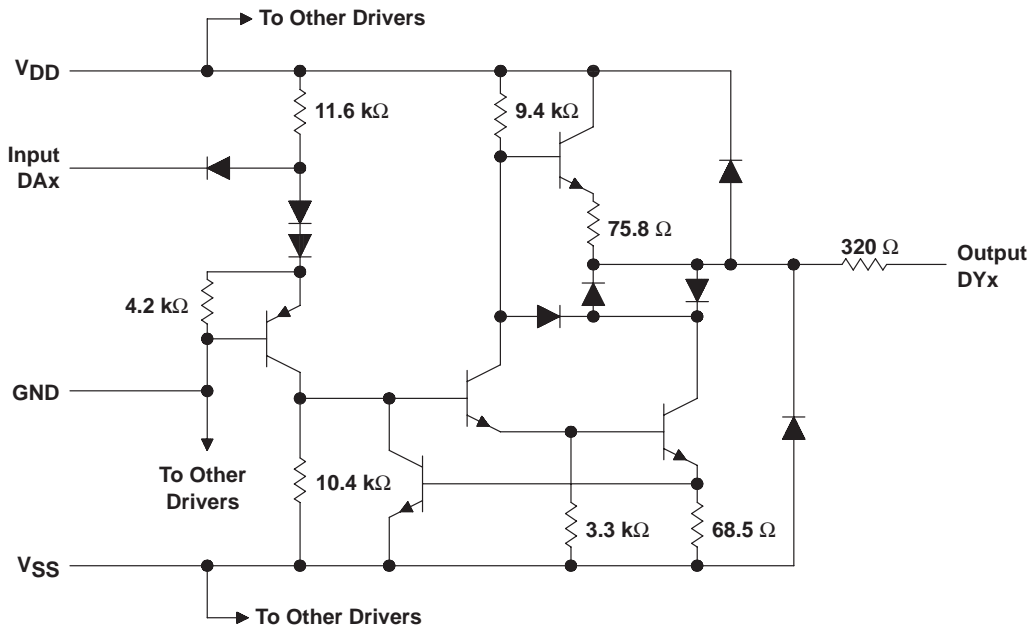 To Other Drivers
VDD
11.6 kΩ
9.4 kΩ
Input
DAx
75.8 Ω
320 Ω
Output
DYx
4.2 kΩ
GND
To Other
Drivers
10.4 kΩ
3.3 kΩ
68.5 Ω
VSS
To Other Drivers